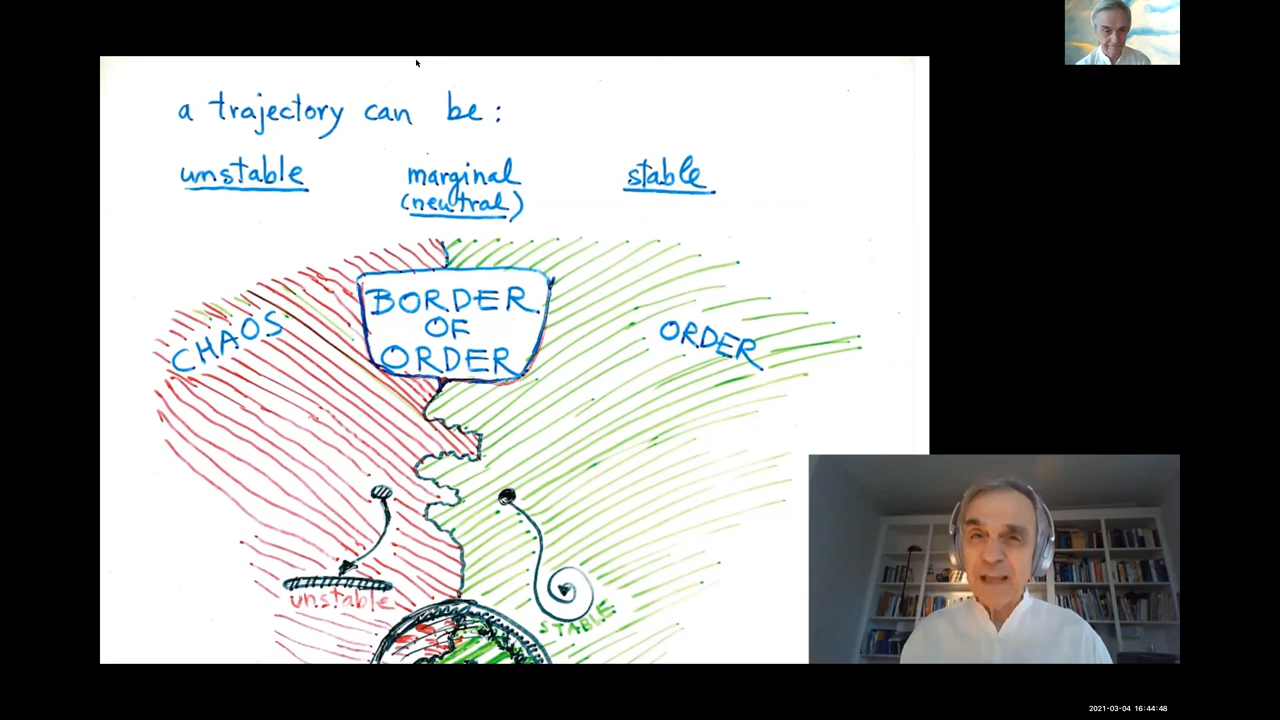 a trajectory can be:
unstable marginal stable
(neutral)
BORDER
OF
ORDER
CHAOS
ORDER
unstable
STABLE
2021-03-04 16:44:48